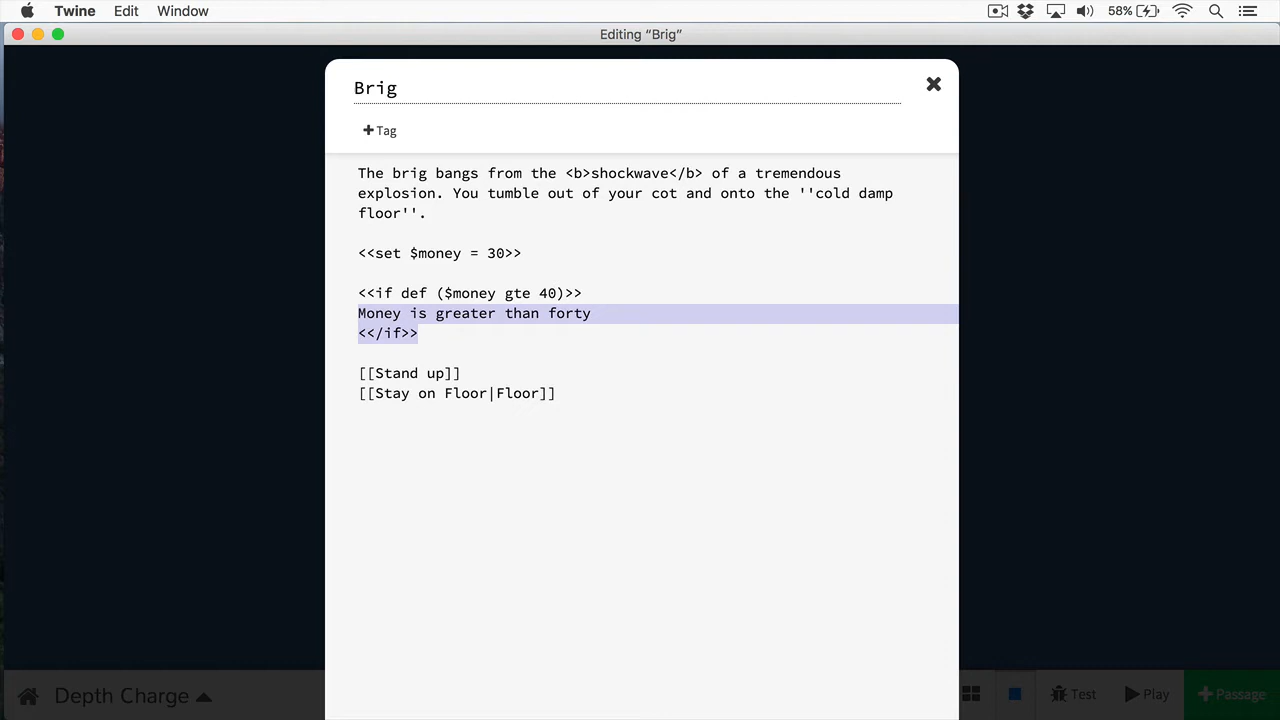 Twine Edit Window 58%
Editing “Brig”
Brig
+Tag
The brig bangs from the <b>shockwave</b> of a tremendous
explosion. You tumble out of your cot and onto the ''cold damp
floor''.
<<set $money = 30>>
<<if def ($money gte 40)>>
Money is greater than forty
<</if>>
[[Stand up]]
[[Stay on Floor|Floor]]
Depth Charge Test Play +Passage